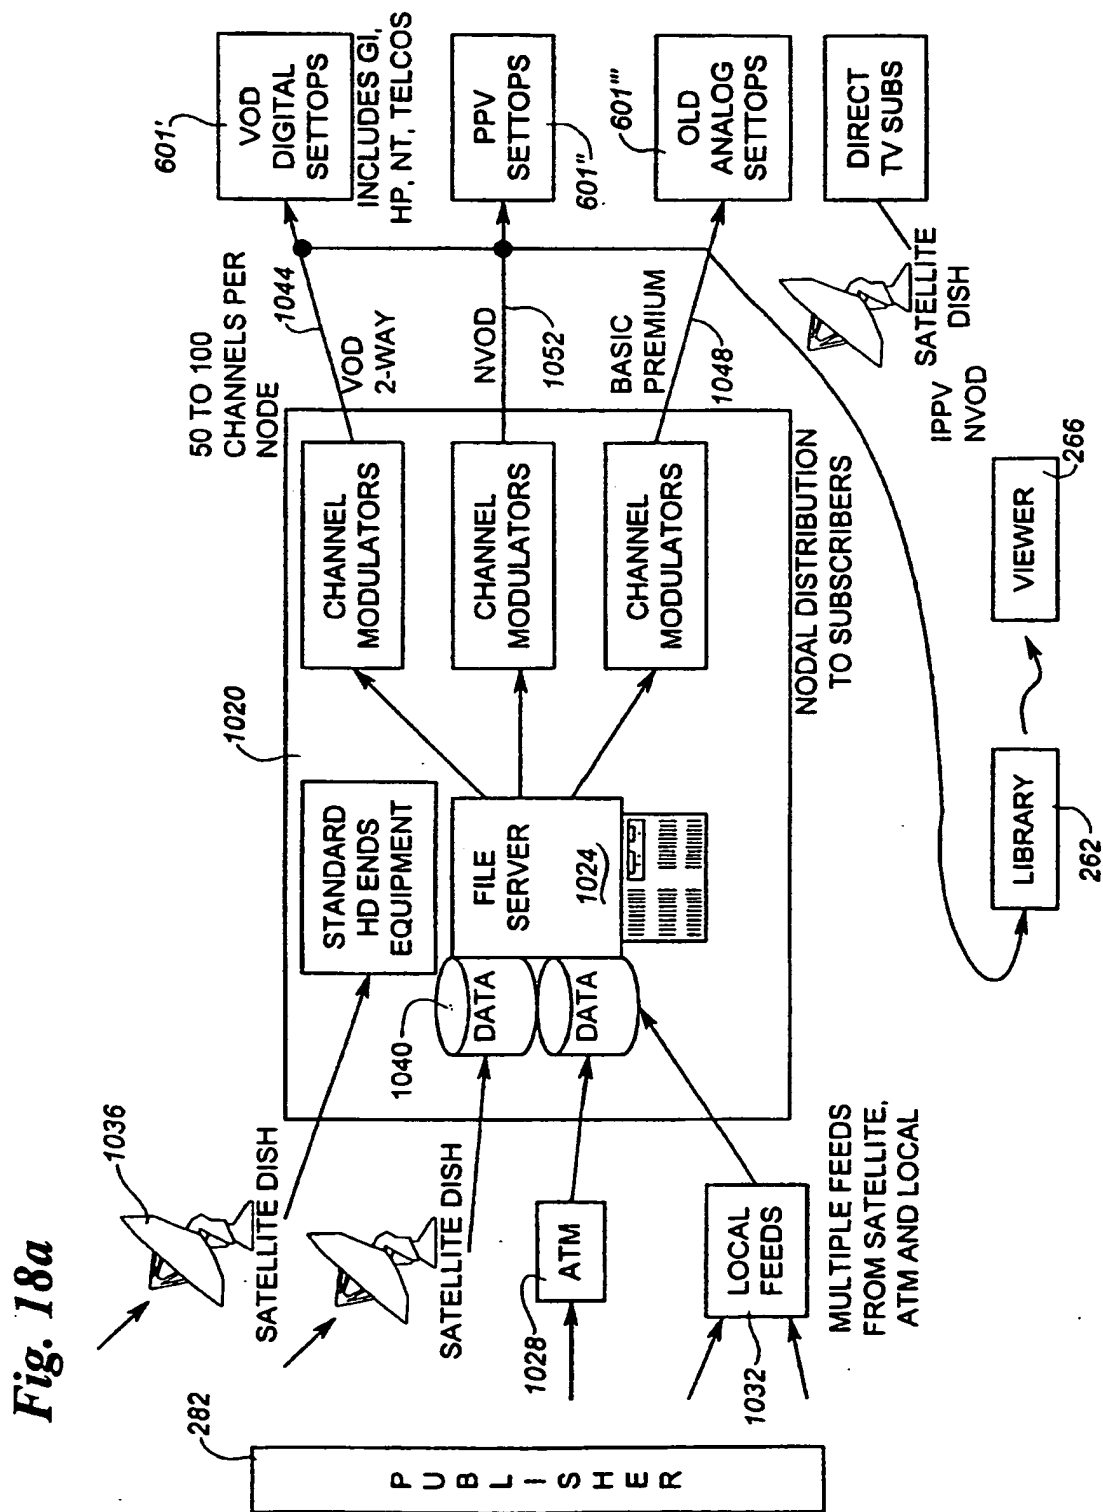 Fig. 18a
282
PUBLISHER
1036
SATELLITE DISH
SATELLITE DISH
1028
ATM
1032
LOCAL
FEEDS
MULTIPLE FEEDS
FROM SATELLITE,
ATM AND LOCAL
1020
STANDARD
HD ENDS
EQUIPMENT
1040
DATA
DATA
FILE
SERVER
1024
CHANNEL
MODULATORS
CHANNEL
MODULATORS
CHANNEL
MODULATORS
NODAL DISTRIBUTION
TO SUBSCRIBERS
50 TO 100
CHANNELS PER
NODE
1044
VOD
2-WAY
NVOD
1052
BASIC
PREMIUM
1048
601'
VOD
DIGITAL
SETTOPS
INCLUDES GI,
HP, NT, TELCOS
PPV
SETTOPS
601"
601'"
OLD
ANALOG
SETTOPS
DIRECT
TV SUBS
SATELLITE
DISH
IPPV
NVOD
LIBRARY
262
VIEWER
266